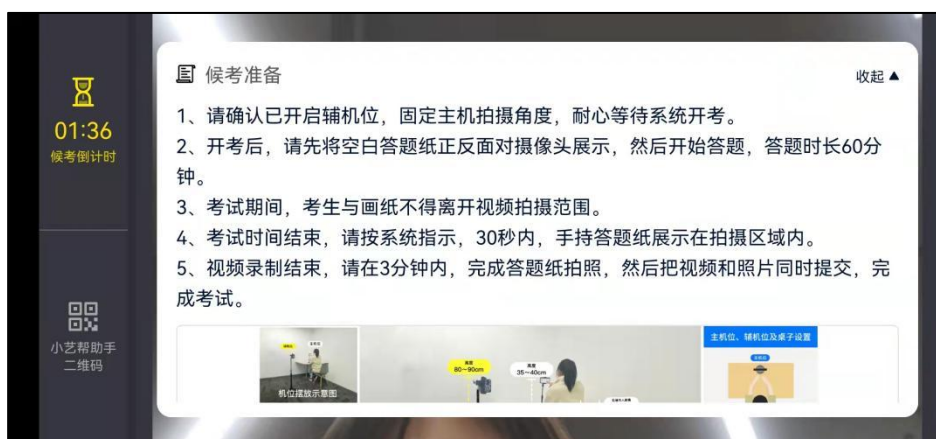 01:36
候考倒计时
小艺帮助手
二维码
候考准备
收起▲
1、请确认已开启辅机位，固定主机拍摄角度，耐心等待系统开考。
2、开考后，请先将空白答题纸正反面对摄像头展示，然后开始答题，答题时长60分
钟。
3、考试期间，考生与画纸不得离开视频拍摄范围。
4、考试时间结束，请按系统指示，30秒内，手持答题纸展示在拍摄区域内。
5、视频录制结束，请在3分钟内，完成答题纸拍照，然后把视频和照片同时提交，完
成考试。
机位摆放示意图
高度
80~90cm
高度
35~40cm
主机位、辅机位及桌子设置